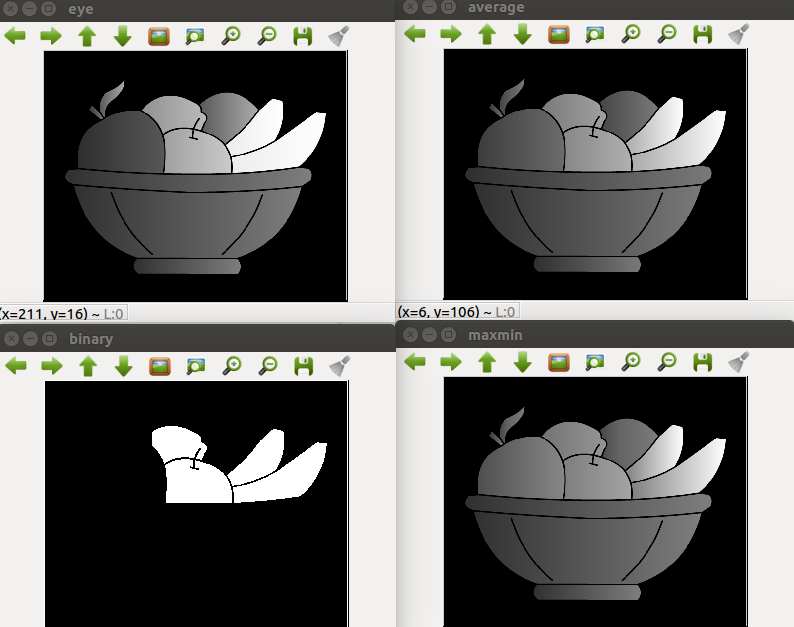 eye
average
(x=211, y=16) ~ L:0
(x=6, y=106) ~ L:0
binary
maxmin